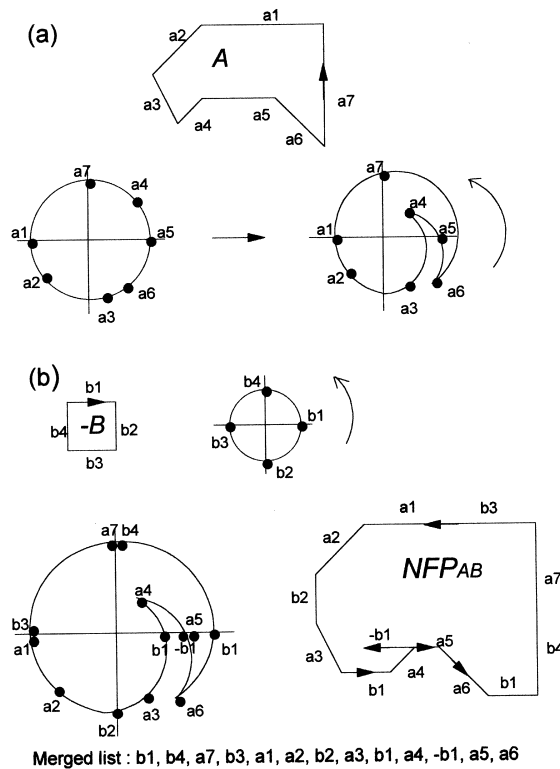 (a)
a1
a2
A
a3
a7
a4
a5
a6
a7
a4
a1
a5
a2
a6
a3
a7
a4
a1
a5
a2
a6
a3
(b)
b1
b4
-B
b2
b3
b4
b1
b3
b2
a1
b3
a2
NFPAB
a7
b2
-b1
a5
a3
a4
b4
b1
a6
b1
a7 b4
a4
b3
a5
a1
b1
-b1
b1
a2
a3
a6
b2
Merged list : b1, b4, a7, b3, a1, a2, b2, a3, b1, a4, -b1, a5, a6